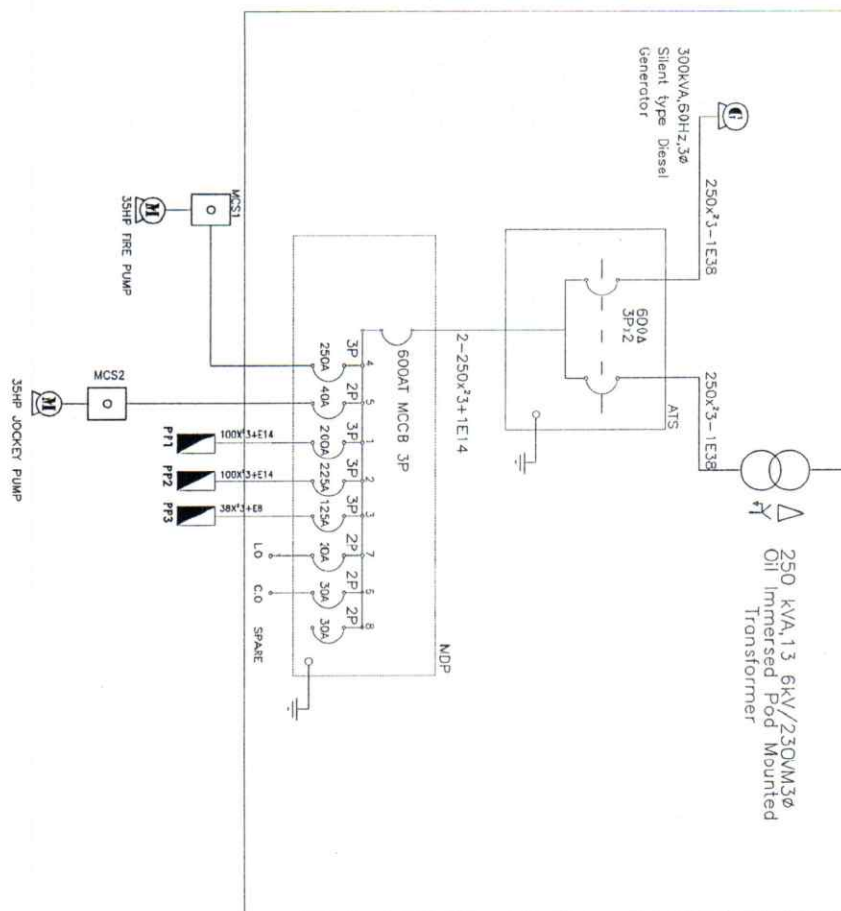 300kVA,60Hz,3Ø
Silent type Diesel
Generator
G
250x²3-1E38
250x²3-1E38
600A
3P,2
ATS
250 kVA,13 6kV/230VM3Ø
Oil Immersed Pod Mounted
Transformer
2-250x²3+1E14
600AT MCCB 3P
NDP
MCS1
M
35HP FIRE PUMP
MCS2
M
35HP JOCKEY PUMP
250A 3P 4
40A 2P 5
PP1 100X²3+E14 200A 3P 1
PP2 100X²3+E14 225A 3P 2
PP3 38X²3+E8 125A 3P 3
LO 20A 2P 7
C.O 30A 2P 6
SPARE 30A 2P 8